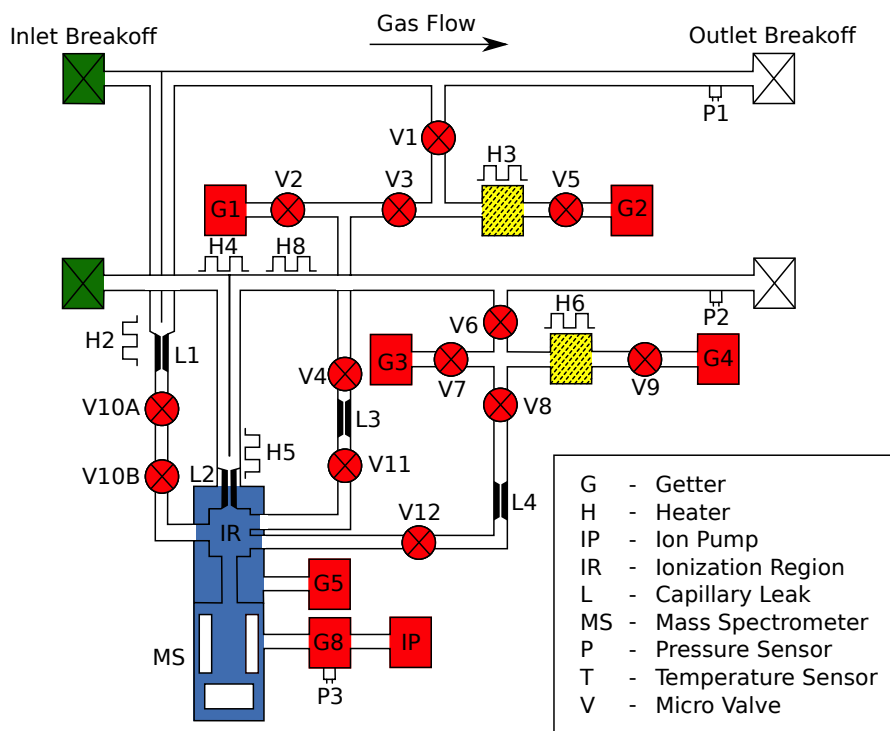 Inlet Breakoff
Gas Flow
Outlet Breakoff
P1
V1
H3
V2
V3
V5
G1
G2
H4
H8
H6
P2
H2
L1
V6
G3
G4
V7
V9
V4
V8
V10A
L3
H5
V10B
L2
V11
L4
V12
IR
G5
MS
G8
IP
P3
G - Getter
H - Heater
IP - Ion Pump
IR - Ionization Region
L - Capillary Leak
MS - Mass Spectrometer
P - Pressure Sensor
T - Temperature Sensor
V - Micro Valve